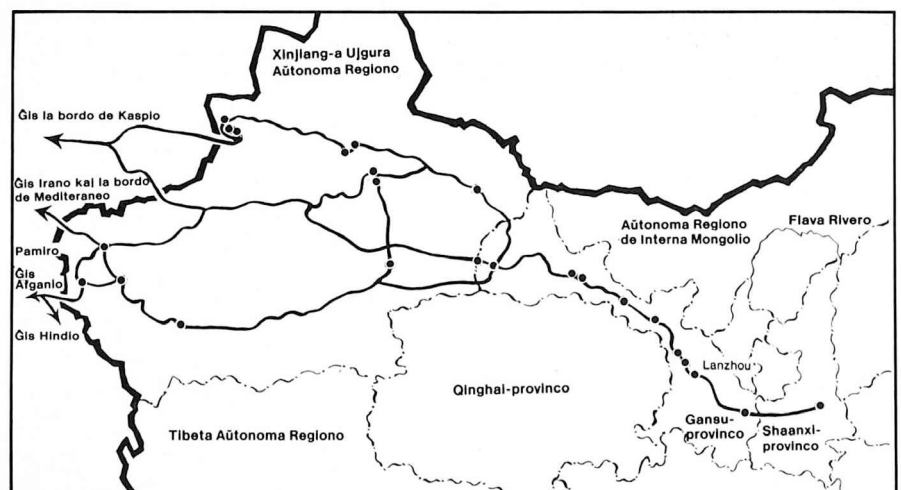 Xinjiang-a Ujgura
Aŭtonoma Regiono
Ĝis la bordo de Kaspio
Ĝis Irano kaj la bordo
de Mediteraneo
Aŭtonoma Regiono
de Interna Mongolio
Flava Rivero
Pamiro
Ĝis
Afganio
Ĝis Hindio
Lanzhou
Qinghai-provinco
Gansu-
provinco
Shaanxi-
provinco
Tibeta Aŭtonoma Regiono